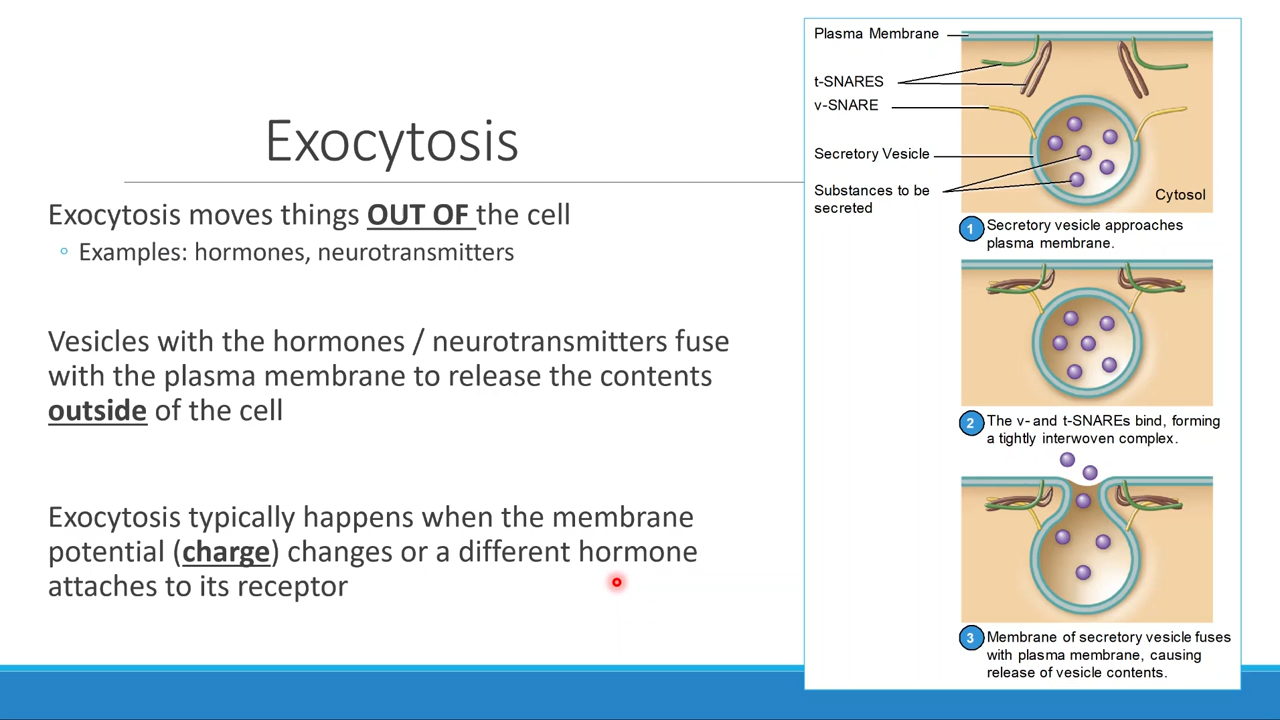 Exocytosis
Exocytosis moves things OUT OF the cell
Examples: hormones, neurotransmitters
Vesicles with the hormones / neurotransmitters fuse
with the plasma membrane to release the contents
outside of the cell
Exocytosis typically happens when the membrane
potential (charge) changes or a different hormone
attaches to its receptor
Plasma Membrane
t-SNARES
v-SNARE
Secretory Vesicle
Substances to be
secreted
Cytosol
1 Secretory vesicle approaches
plasma membrane.
2 The v- and t-SNAREs bind, forming
a tightly interwoven complex.
3 Membrane of secretory vesicle fuses
with plasma membrane, causing
release of vesicle contents.